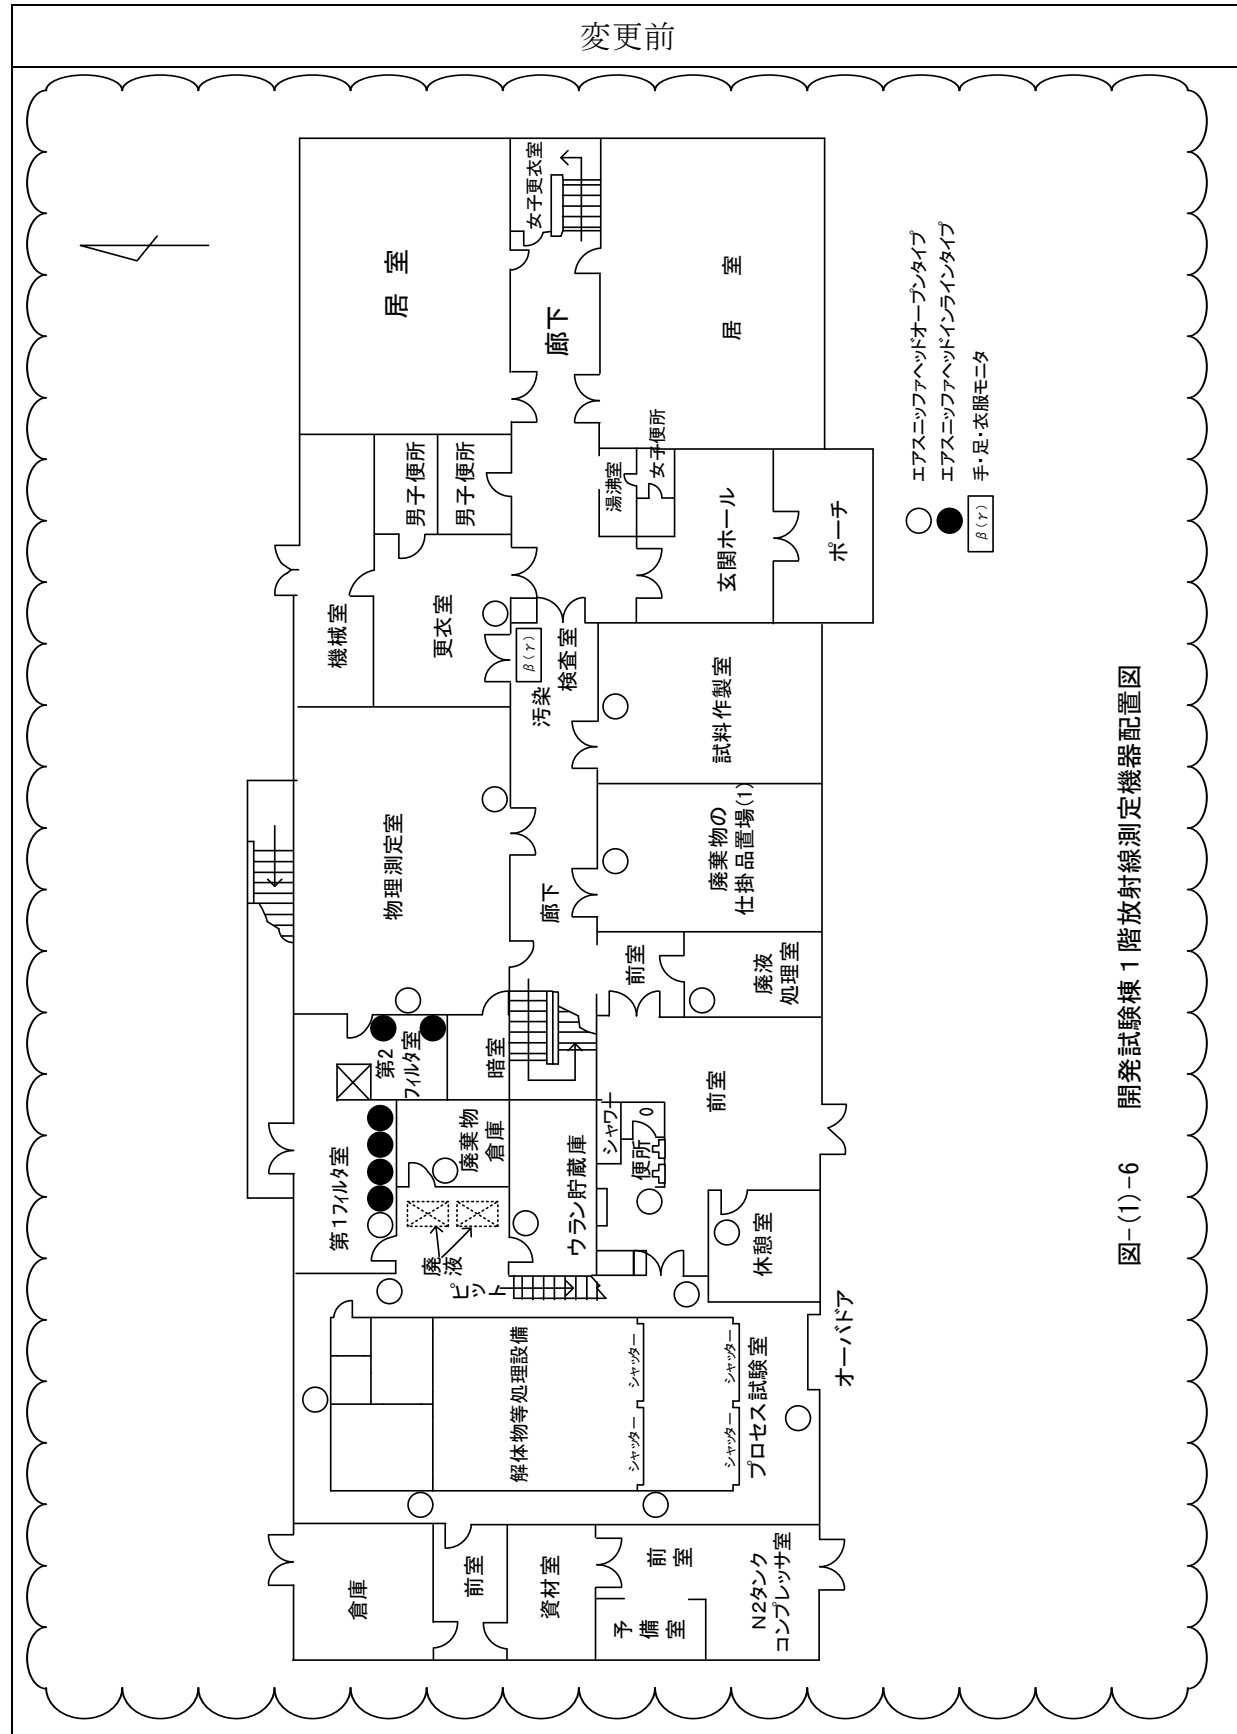 変更前
居室
女子更衣室
廊下
居室
男子便所
男子便所
湯沸室
女子便所
玄関ホール
ポーチ
機械室
更衣室
β(γ)
汚染
検査室
試料作製室
物理測定室
廊下
廃棄物の
仕掛品置場(1)
前室
廃液
処理室
第2
フィルタ室
暗室
前室
第1フィルタ室
廃棄物
倉庫
ウラン貯蔵庫
シャワー
便所
廃液
ピット
休憩室
解体物等処理設備
シャッター
シャッター
シャッター
シャッター
プロセス試験室
オーバドア
倉庫
前室
資材室
前室
予備室
N2タンク
コンプレッサ室
エアスニッファヘッドオープンタイプ
エアスニッファヘッドインラインタイプ
β(γ) 手・足・衣服モニタ
図-(1)-6 開発試験棟1階放射線測定機器配置図